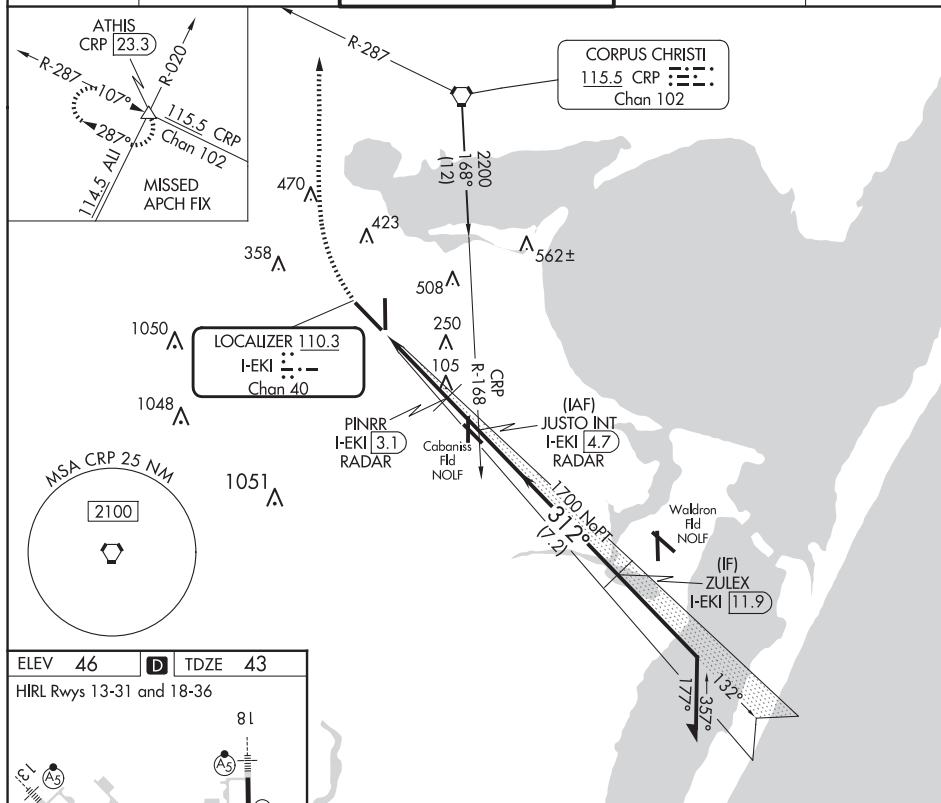 ATHIS
CRP 23.3
R-287
107°
R-020
287°
115.5 CRP
Chan 102
114.5 ALI
MISSED
APCH FIX
R-287
CORPUS CHRISTI
115.5 CRP
Chan 102
2200
168°
(12)
470
423
358
562±
508
1050
250
105
LOCALIZER 110.3
I-EKI
Chan 40
CRP
R-168
1048
PINRR
I-EKI 3.1
RADAR
Cabaniss
Fld
NOLF
(IAF)
JUSTO INT
I-EKI 4.7
RADAR
1051
MSA CRP 25 NM
2100
1700 NoPT
312°
(7.2)
Waldron
Fld
NOLF
(IF)
ZULEX
I-EKI 11.9
177°
357°
132°
ELEV 46 D TDZE 43
HIRL Rwys 13-31 and 18-36
18
13
A5
A5